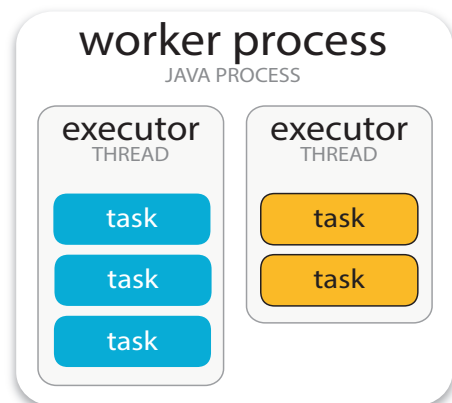 worker process
JAVA PROCESS
executor
THREAD
task
task
task
executor
THREAD
task
task